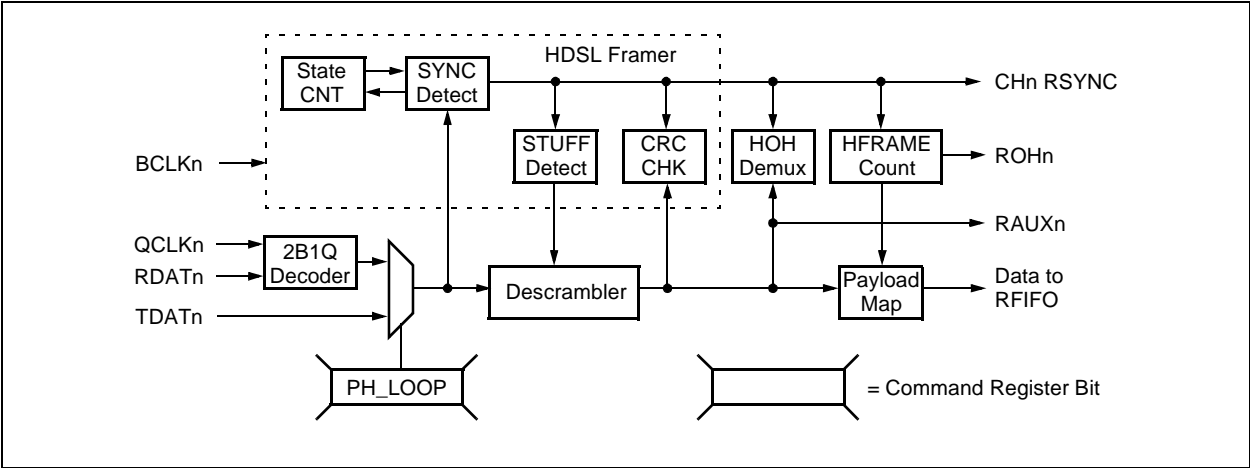 HDSL Framer
State
CNT
SYNC
Detect
CHn RSYNC
STUFF
Detect
CRC
CHK
HOH
Demux
HFRAME
Count
BCLKn
ROHn
RAUXn
QCLKn
RDATn
2B1Q
Decoder
TDATn
Descrambler
Payload
Map
Data to
RFIFO
PH_LOOP
= Command Register Bit